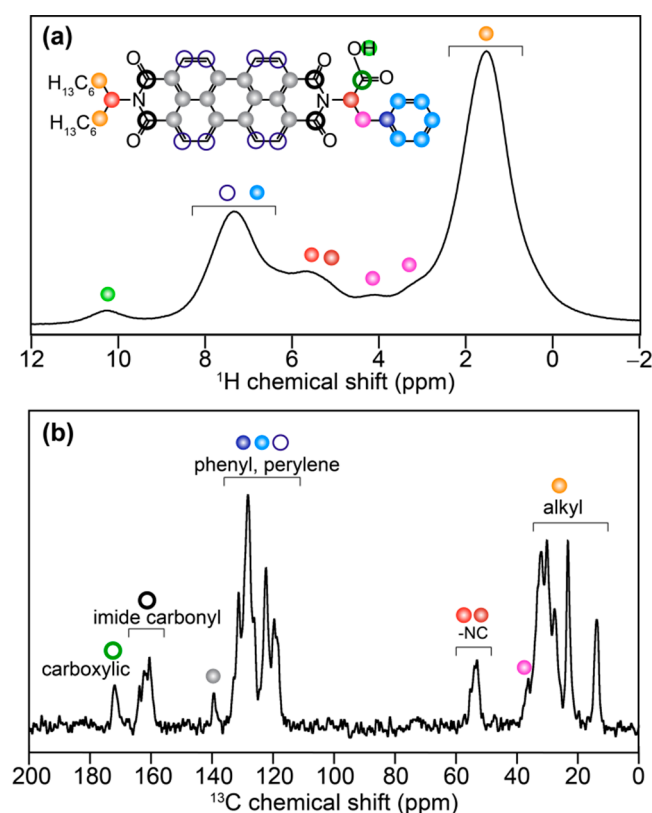 (a)
O
O
OH
O
H₁₃C₆
N
N
H₁₃C₆
O
O
12 10 8 6 4 2 0 −2
¹H chemical shift (ppm)
(b)
phenyl, perylene
alkyl
imide carbonyl
-NC
carboxylic
200 180 160 140 120 100 80 60 40 20 0
¹³C chemical shift (ppm)